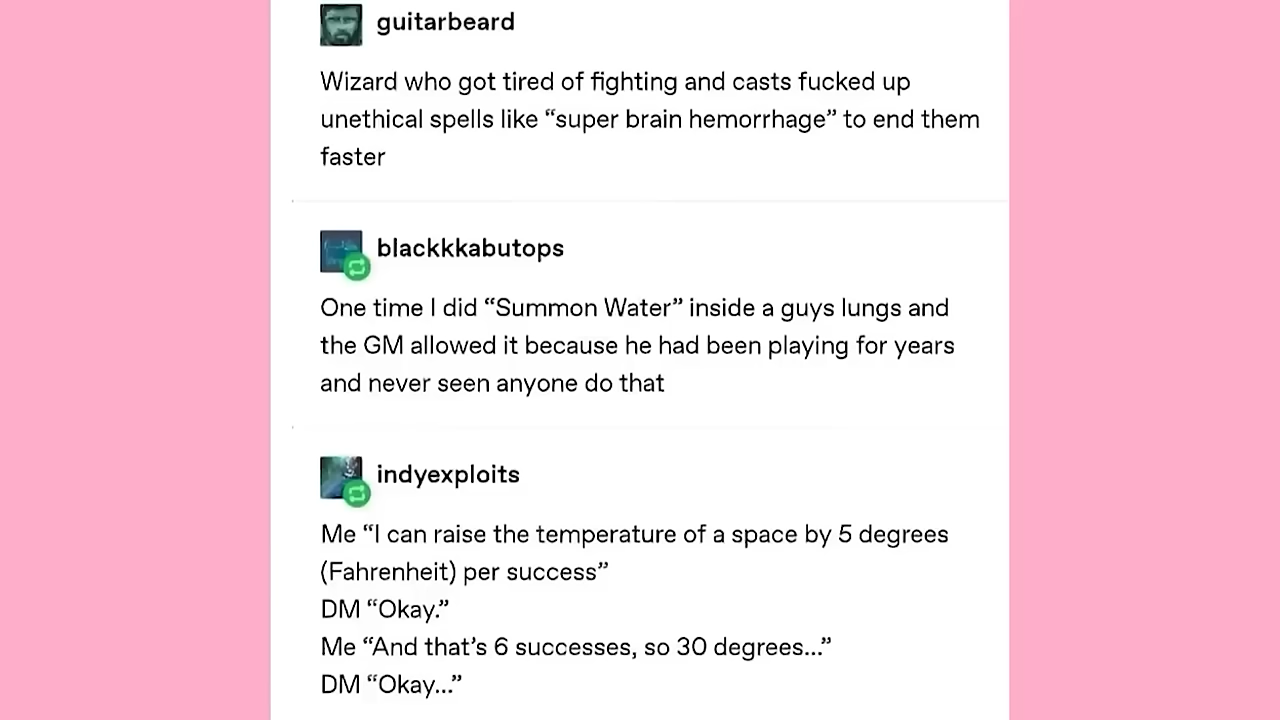 guitarbeard
Wizard who got tired of fighting and casts fucked up
unethical spells like “super brain hemorrhage” to end them
faster
blackkkabutops
One time I did “Summon Water” inside a guys lungs and
the GM allowed it because he had been playing for years
and never seen anyone do that
indyexploits
Me “I can raise the temperature of a space by 5 degrees
(Fahrenheit) per success”
DM “Okay.”
Me “And that’s 6 successes, so 30 degrees...”
DM “Okay...”